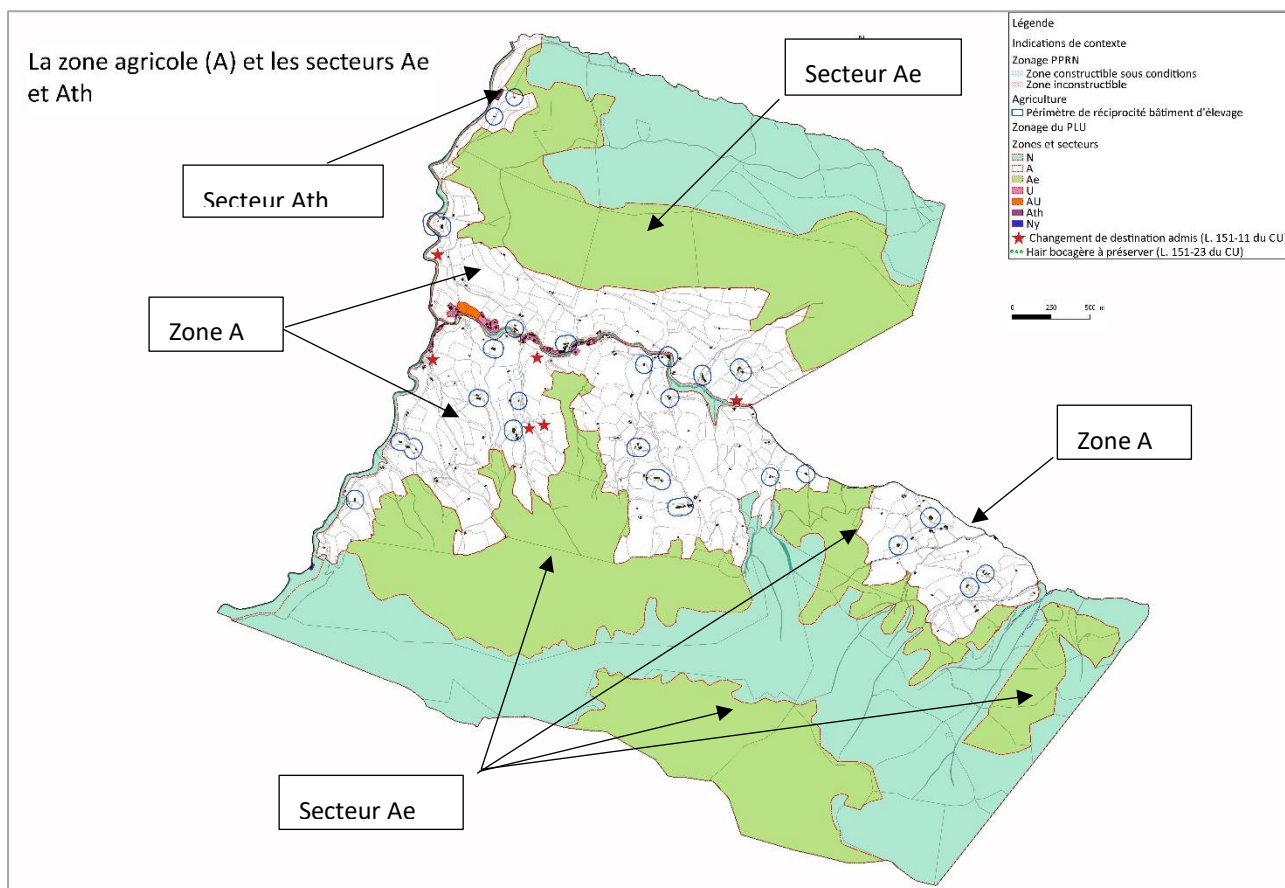 La zone agricole (A) et les secteurs Ae
et Ath
Secteur Ae
Secteur Ath
Zone A
Zone A
Secteur Ae
Légende
Indications de contexte
Zonage PPRN
Zone constructible sous conditions
Zone inconstructible
Agriculture
Périmètre de réciprocité bâtiment d'élevage
Zonage du PLU
Zones et secteurs
N
A
Ae
U
AU
Ath
Ny
Changement de destination admis (L. 151-11 du CU)
Hair bocagère à préserver (L. 151-23 du CU)
0 250 500 m